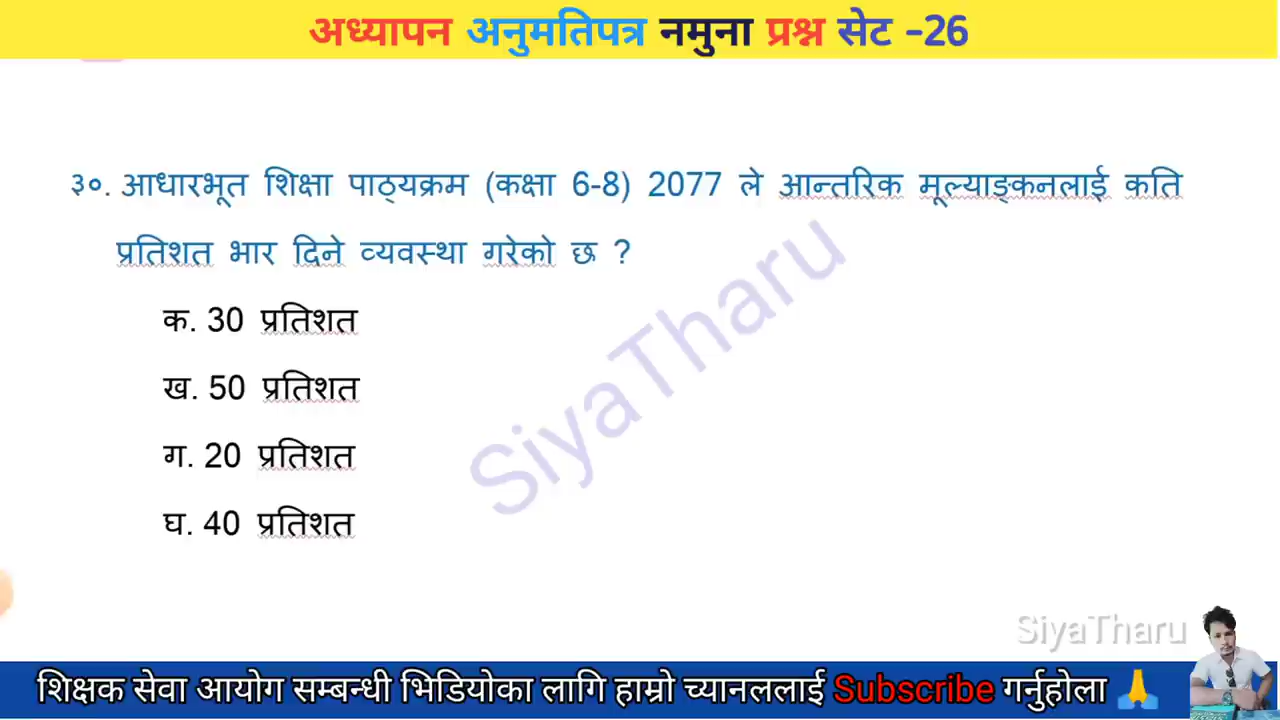 अध्यापन अनुमतिपत्र नमुना प्रश्न सेट -26
३०. आधारभूत शिक्षा पाठ्यक्रम (कक्षा 6-8) 2077 ले आन्तरिक मूल्याङ्कनलाई कति
प्रतिशत भार दिने व्यवस्था गरेको छ ?
क. 30 प्रतिशत
ख. 50 प्रतिशत
ग. 20 प्रतिशत
घ. 40 प्रतिशत
SiyaTharu
SiyaTharu
शिक्षक सेवा आयोग सम्बन्धी भिडियोका लागि हाम्रो च्यानललाई Subscribe गर्नुहोला 🙏